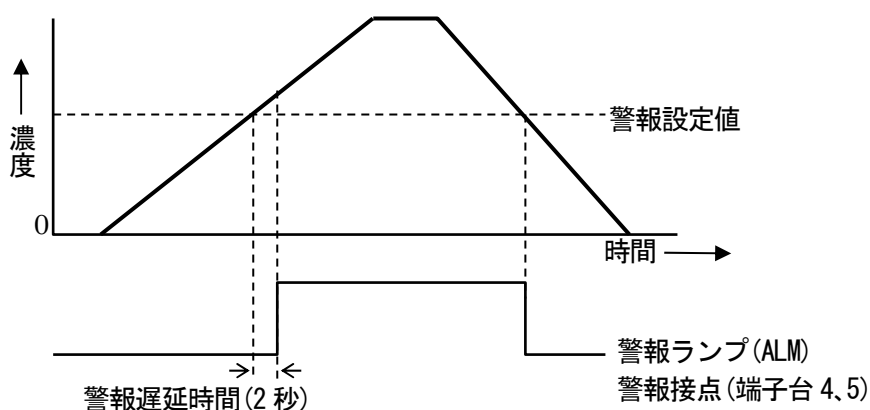 濃度
警報設定値
0
時間
警報ランプ(ALM)
警報接点(端子台 4、5)
警報遅延時間(2 秒)